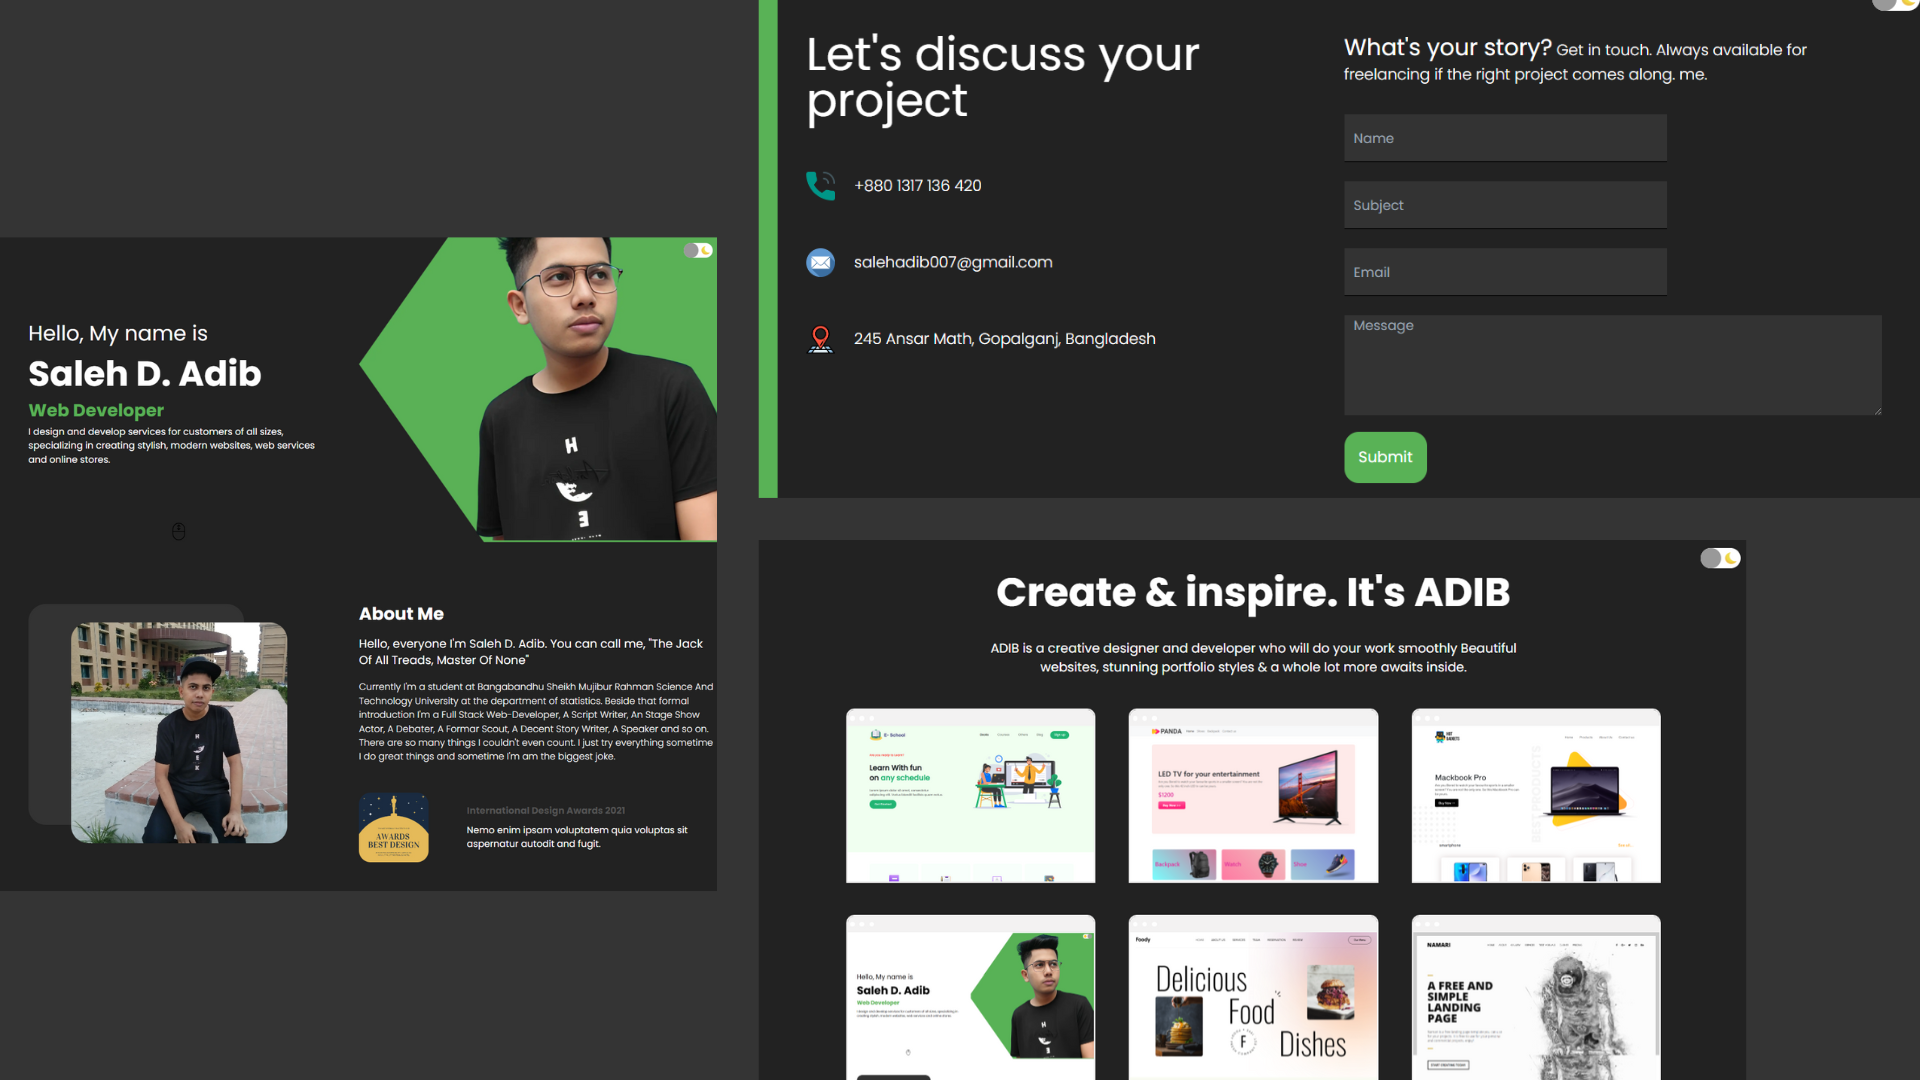 Hello, My name is
Saleh D. Adib
Web Developer
I design and develop services for customers of all sizes,
specializing in creating stylish, modern websites, web services
and online stores.
About Me
Hello, everyone I'm Saleh D. Adib. You can call me, "The Jack
Of All Treads, Master Of None"
Currently I'm a student at Bangabandhu Sheikh Mujibur Rahman Science And
Technology University at the department of statistics. Beside that formal
introduction I'm a Full Stack Web-Developer, A Script Writer, An Stage Show
Actor, A Debater, A Formar Scout, A Decent Story Writer, A Speaker and so on.
There are so many things I couldn't even count. I just try everything sometime
I do great things and sometime I'm am the biggest joke.
AWARDS
BEST DESIGN
International Design Awards 2021
Nemo enim ipsam voluptatem quia voluptas sit
aspernatur autodit and fugit.
Let's discuss your
project
+880 1317 136 420
salehadib007@gmail.com
245 Ansar Math, Gopalganj, Bangladesh
What's your story? Get in touch. Always available for
freelancing if the right project comes along. me.
Name
Subject
Email
Message
Submit
Create & inspire. It's ADIB
ADIB is a creative designer and developer who will do your work smoothly Beautiful
websites, stunning portfolio styles & a whole lot more awaits inside.
E- School
Learn With fun
on any schedule
PANDA
LED TV for your entertainment
$1200
Backpack
Watch
Shoe
Mackbook Pro
BEST PRODUCTS
smartphone
Hello, My name is
Saleh D. Adib
Web Developer
Foody
Delicious
Food
Dishes
F
NAMARI
A FREE AND
SIMPLE
LANDING
PAGE